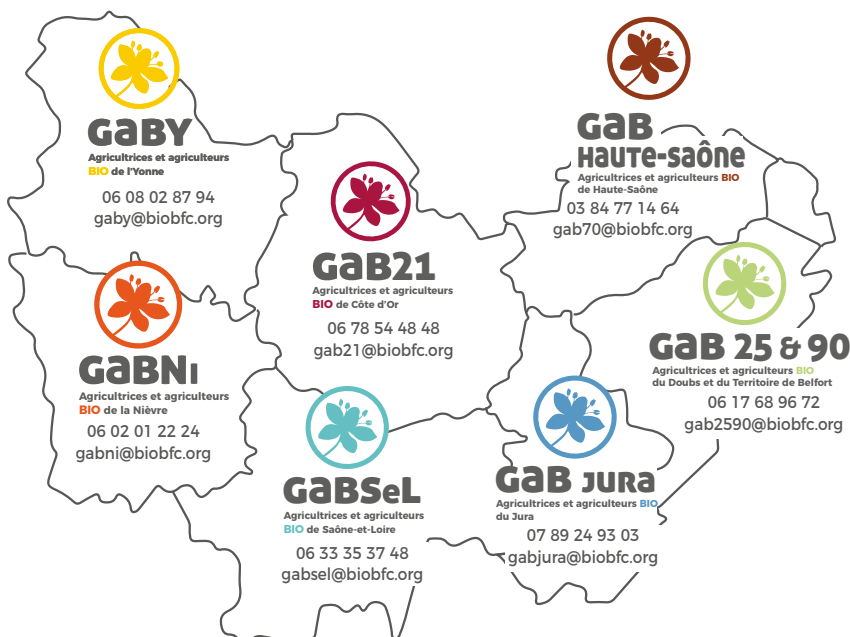 GaBY
Agricultrices et agriculteurs
BIO de l'Yonne
06 08 02 87 94
gaby@biobfc.org
GaB
HAUTe-SaÔne
Agricultrices et agriculteurs BIO
de Haute-Saône
03 84 77 14 64
gab70@biobfc.org
GaB21
Agricultrices et agriculteurs
BIO de Côte d'Or
06 78 54 48 48
gab21@biobfc.org
GaBNi
Agricultrices et agriculteurs
BIO de la Nièvre
06 02 01 22 24
gabni@biobfc.org
GaB 25 & 90
Agricultrices et agriculteurs BIO
du Doubs et du Territoire de Belfort
06 17 68 96 72
gab2590@biobfc.org
GaBSeL
Agricultrices et agriculteurs
BIO de Saône-et-Loire
06 33 35 37 48
gabsel@biobfc.org
GaB JURa
Agricultrices et agriculteurs BIO
du Jura
07 89 24 93 03
gabjura@biobfc.org